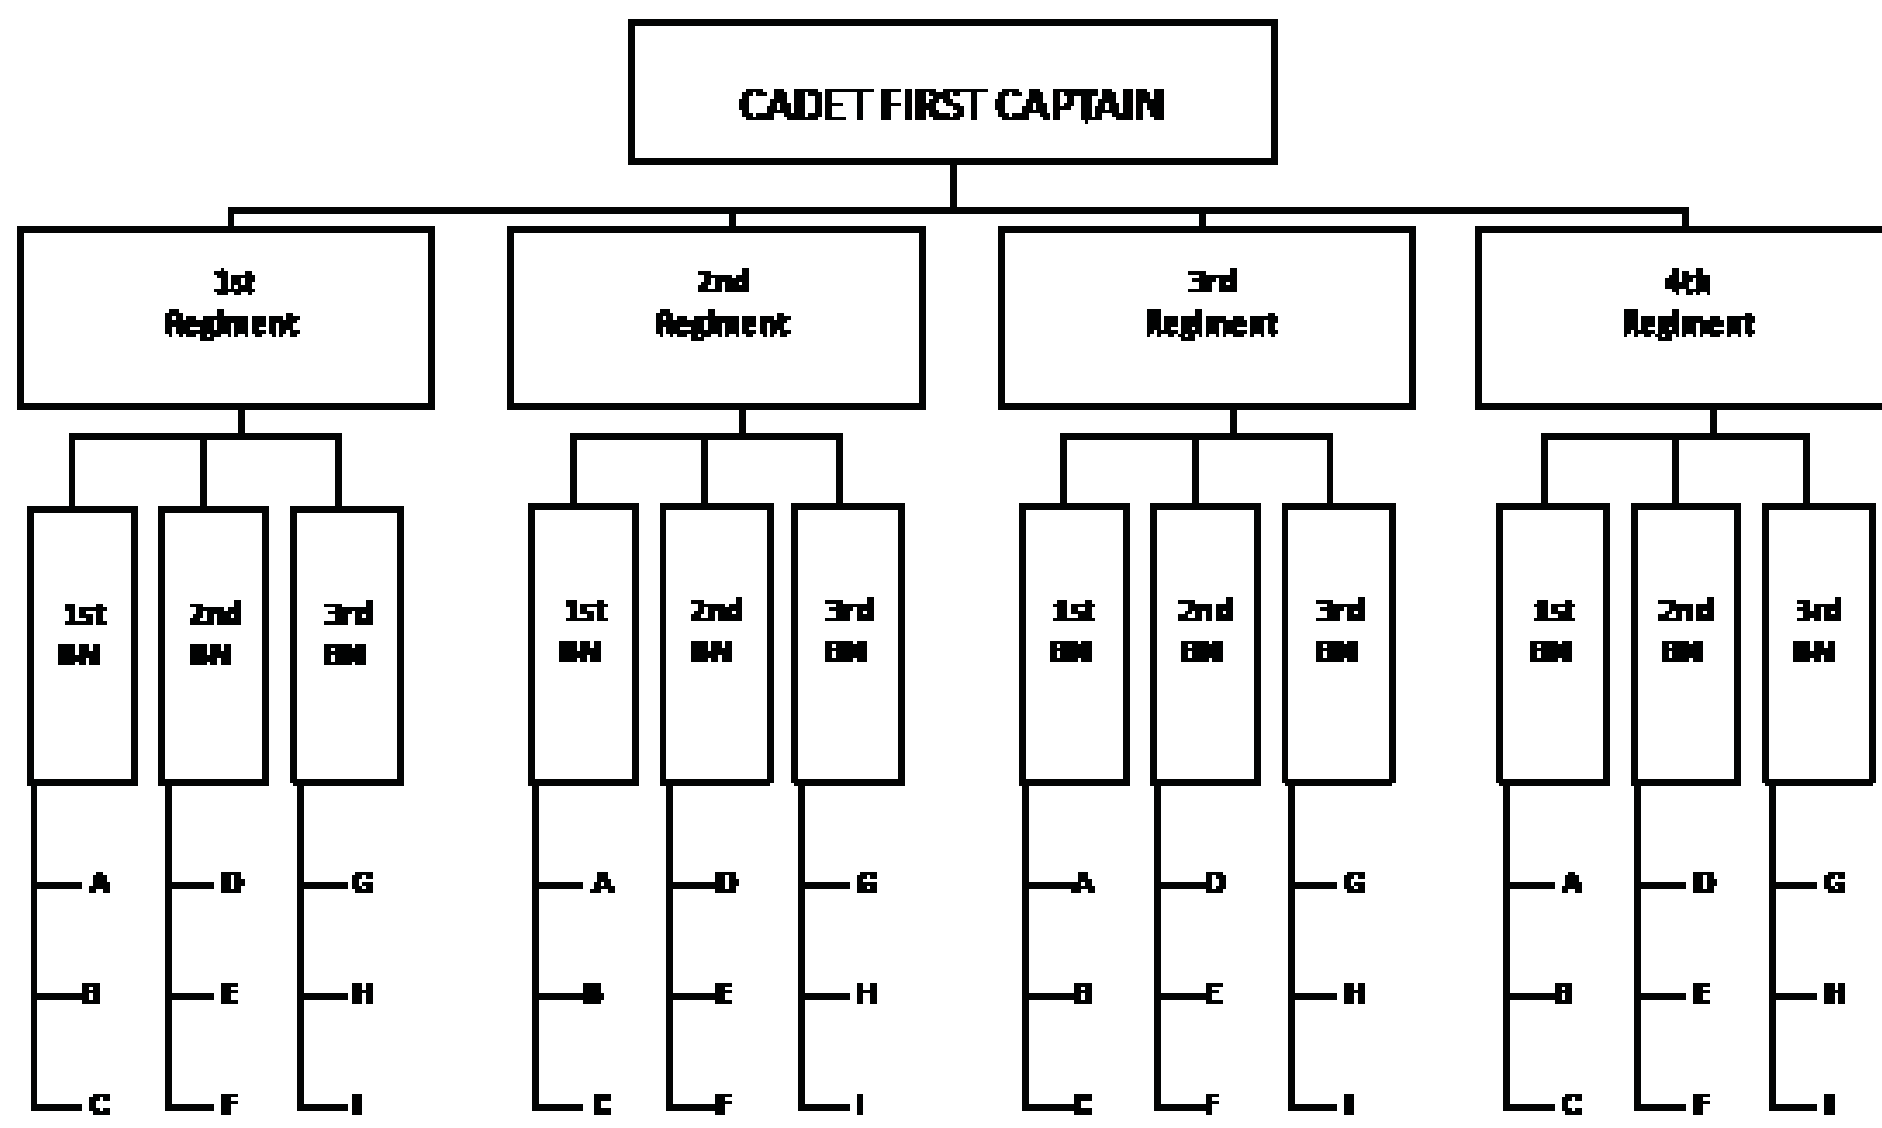 CADET FIRST CAPTAIN
1st
Regiment
2nd
Regiment
3rd
Regiment
4th
Regiment
1st
BN
2nd
BN
3rd
BN
1st
BN
2nd
BN
3rd
BN
1st
BN
2nd
BN
3rd
BN
1st
BN
2nd
BN
3rd
BN
A
D
G
A
D
G
A
D
G
A
D
G
B
E
H
B
E
H
B
E
H
B
E
H
C
F
I
C
F
I
C
F
I
C
F
I